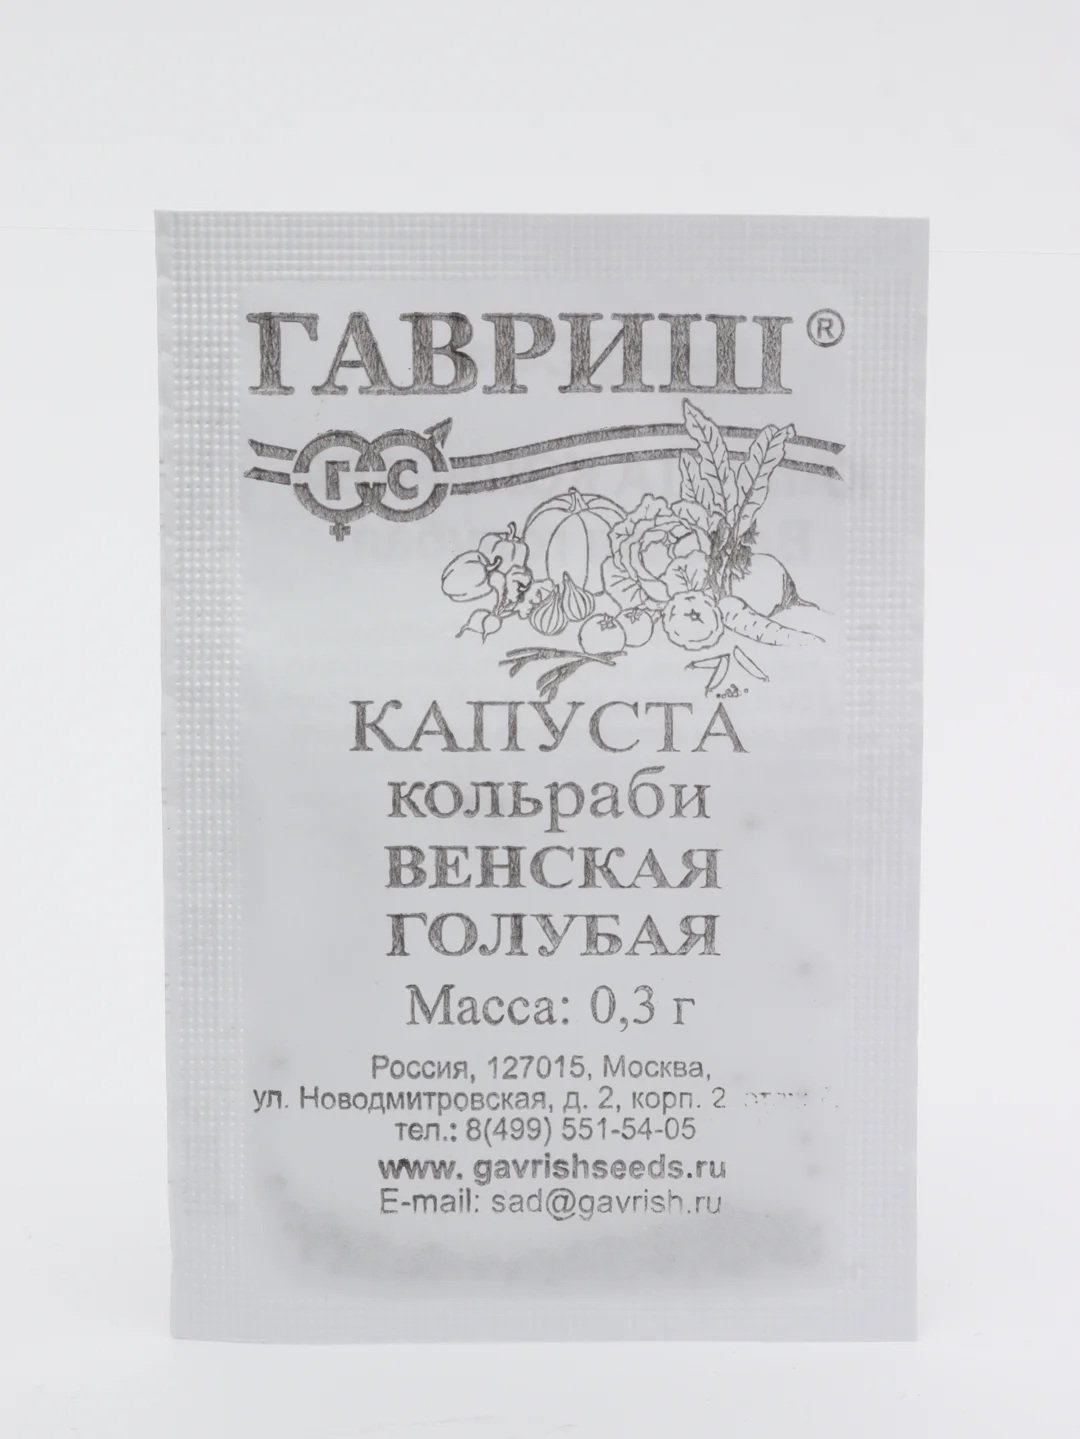 ГАВРИШ®
ГС
КАПУСТА
кольраби
ВЕНСКАЯ
ГОЛУБАЯ
Масса: 0,3 г
Россия, 127015, Москва,
ул. Новодмитровская, д. 2, корп. 2
тел.: 8(499) 551-54-05
www. gavrishseeds.ru
E-mail: sad@gavrish.ru